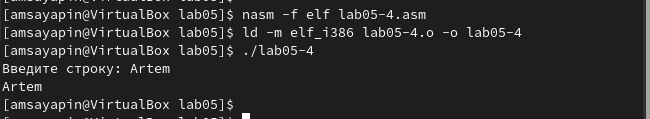 [amsayapin@VirtualBox lab05]$ nasm -f elf lab05-4.asm
[amsayapin@VirtualBox lab05]$ ld -m elf_i386 lab05-4.o -o lab05-4
[amsayapin@VirtualBox lab05]$ ./lab05-4
Введите строку: Artem
Artem
[amsayapin@VirtualBox lab05]$